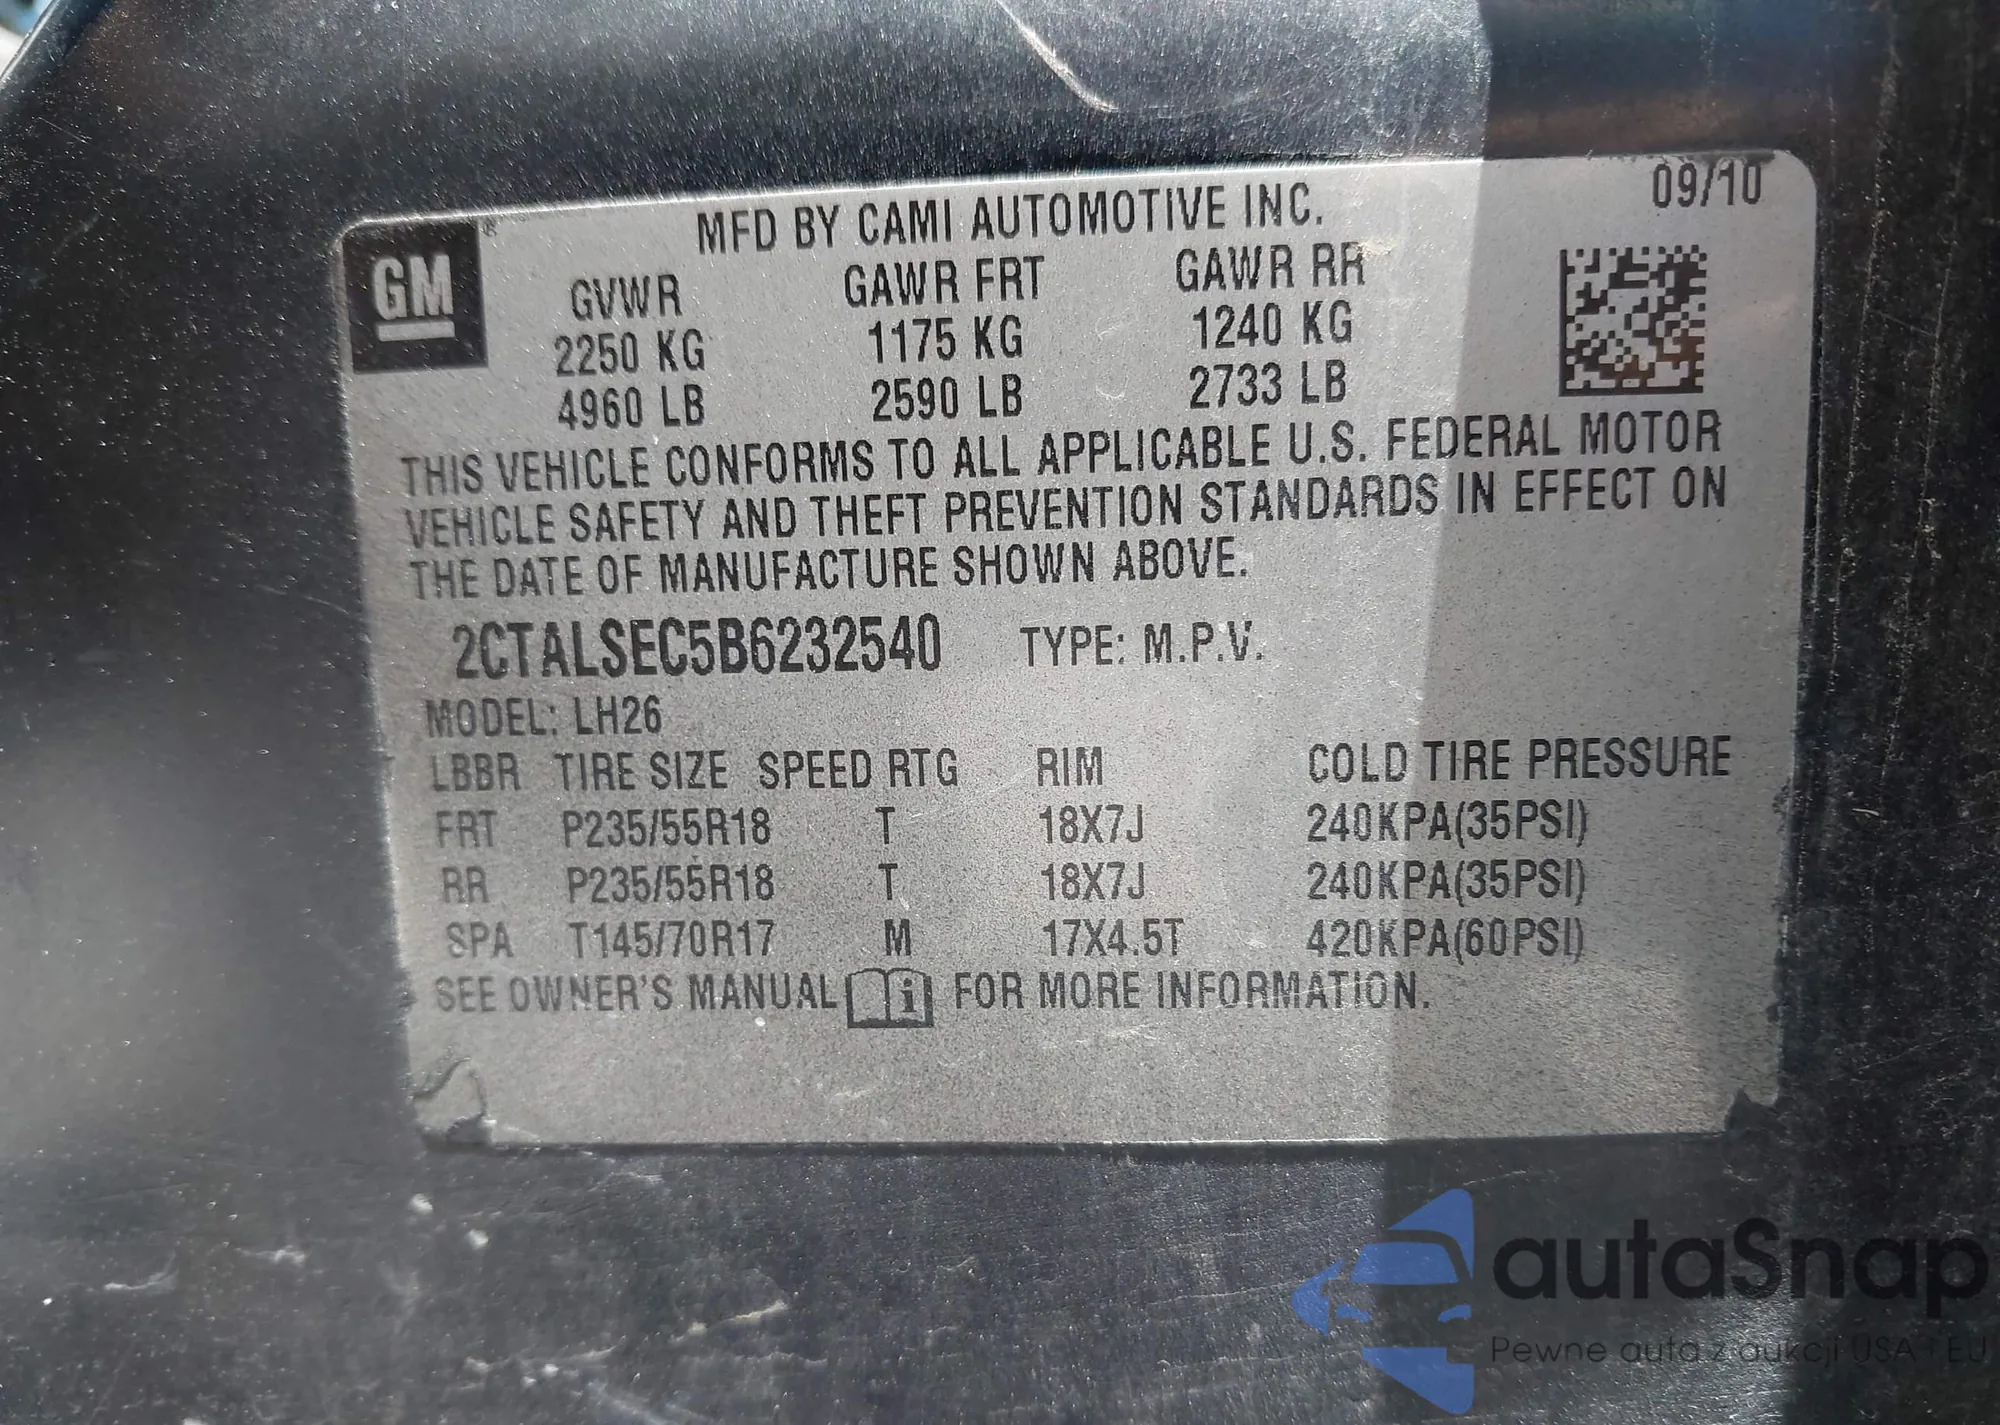 09/10
MFD BY CAMI AUTOMOTIVE INC.
GM
GVWR GAWR FRT GAWR RR
2250 KG 1175 KG 1240 KG
4960 LB 2590 LB 2733 LB
THIS VEHICLE CONFORMS TO ALL APPLICABLE U.S. FEDERAL MOTOR
VEHICLE SAFETY AND THEFT PREVENTION STANDARDS IN EFFECT ON
THE DATE OF MANUFACTURE SHOWN ABOVE.
2CTALSEC5B6232540 TYPE: M.P.V.
MODEL: LH26
LBBR TIRE SIZE SPEED RTG RIM COLD TIRE PRESSURE
FRT P235/55R18 T 18X7J 240KPA(35PSI)
RR P235/55R18 T 18X7J 240KPA(35PSI)
SPA T145/70R17 M 17X4.5T 420KPA(60PSI)
SEE OWNER'S MANUAL i FOR MORE INFORMATION.
autaSnap
Pewne auta z aukcji USA i EU